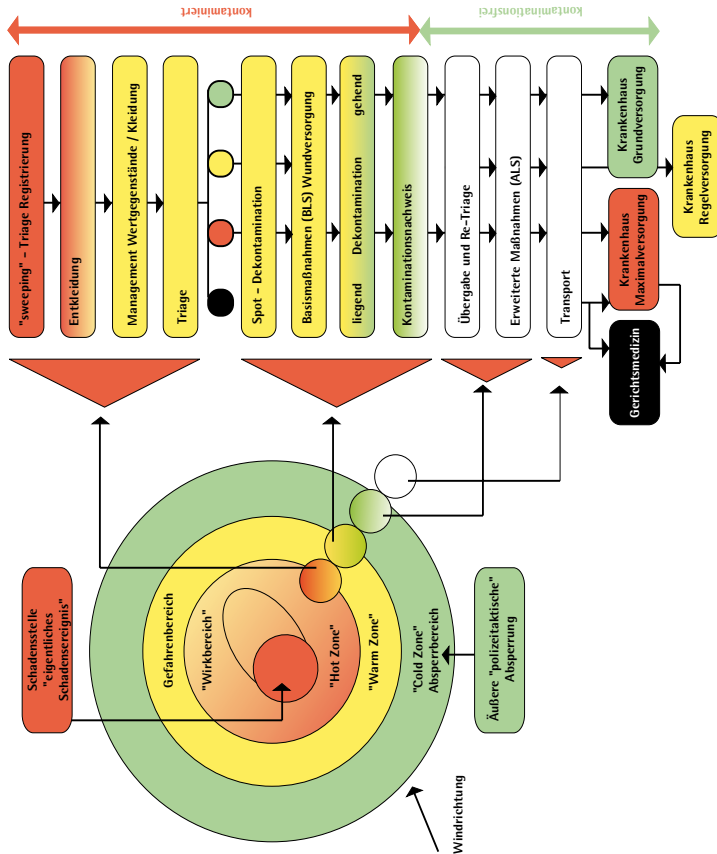 kontaminiert
kontaminationsfrei
"sweeping" – Triage Registrierung
Entkleidung
Management Wertgegenstände / Kleidung
Triage
Spot – Dekontamination
Basismaßnahmen (BLS) Wundversorgung
liegend Dekontamination gehend
Kontaminationsnachweis
Übergabe und Re-Triage
Erweiterte Maßnahmen (ALS)
Transport
Gerichtsmedizin
Krankenhaus
Maximalversorgung
Krankenhaus
Grundversorgung
Krankenhaus
Regelversorgung
Schadensstelle
"eigentliches
Schadensereignis"
Gefahrenbereich
"Wirkbereich"
"Hot Zone"
"Warm Zone"
"Cold Zone"
Absperrbereich
Äußere "polizeitaktische"
Absperrung
Windrichtung